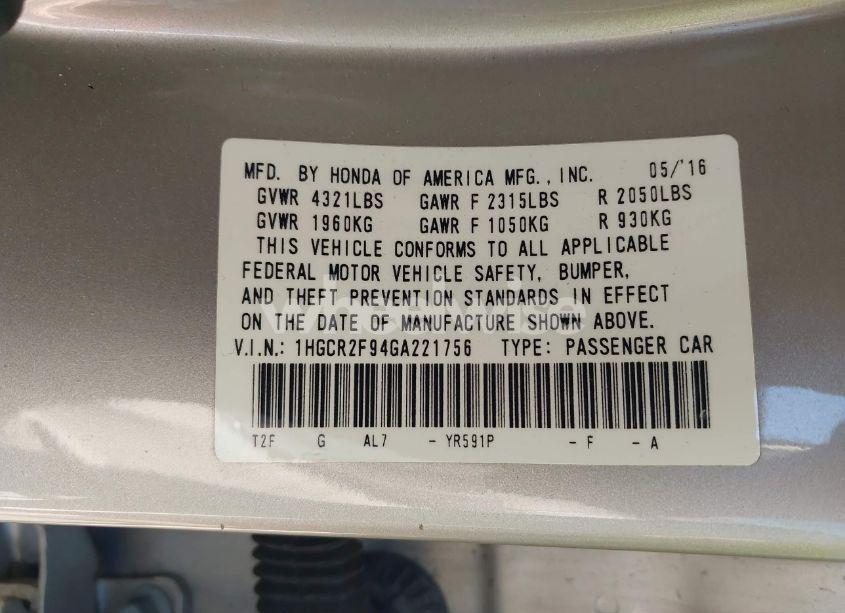 MFD. BY HONDA OF AMERICA MFG., INC. 05/'16
GVWR 4321LBS GAWR F 2315LBS R 2050LBS
GVWR 1960KG GAWR F 1050KG R 930KG
THIS VEHICLE CONFORMS TO ALL APPLICABLE
FEDERAL MOTOR VEHICLE SAFETY, BUMPER,
AND THEFT PREVENTION STANDARDS IN EFFECT
wheelwise
ON THE DATE OF MANUFACTURE SHOWN ABOVE.
V.I.N.: 1HGCR2F94GA221756 TYPE: PASSENGER CAR
T2F G AL7 - YR591P - F - A